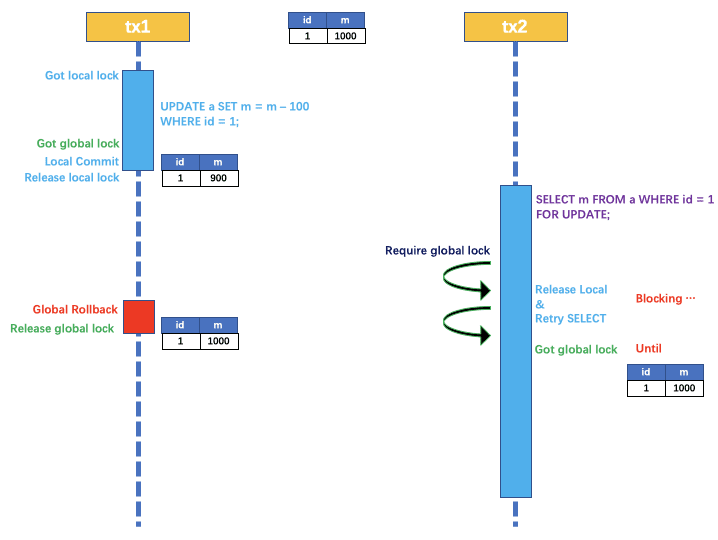 tx1
id m
1 1000
tx2
Got local lock
UPDATE a SET m = m – 100
WHERE id = 1;
Got global lock
Local Commit
Release local lock
id m
1 900
SELECT m FROM a WHERE id = 1
FOR UPDATE;
Require global lock
Release Local
&
Retry SELECT
Blocking ···
Global Rollback
Release global lock
id m
1 1000
Got global lock
Until
id m
1 1000